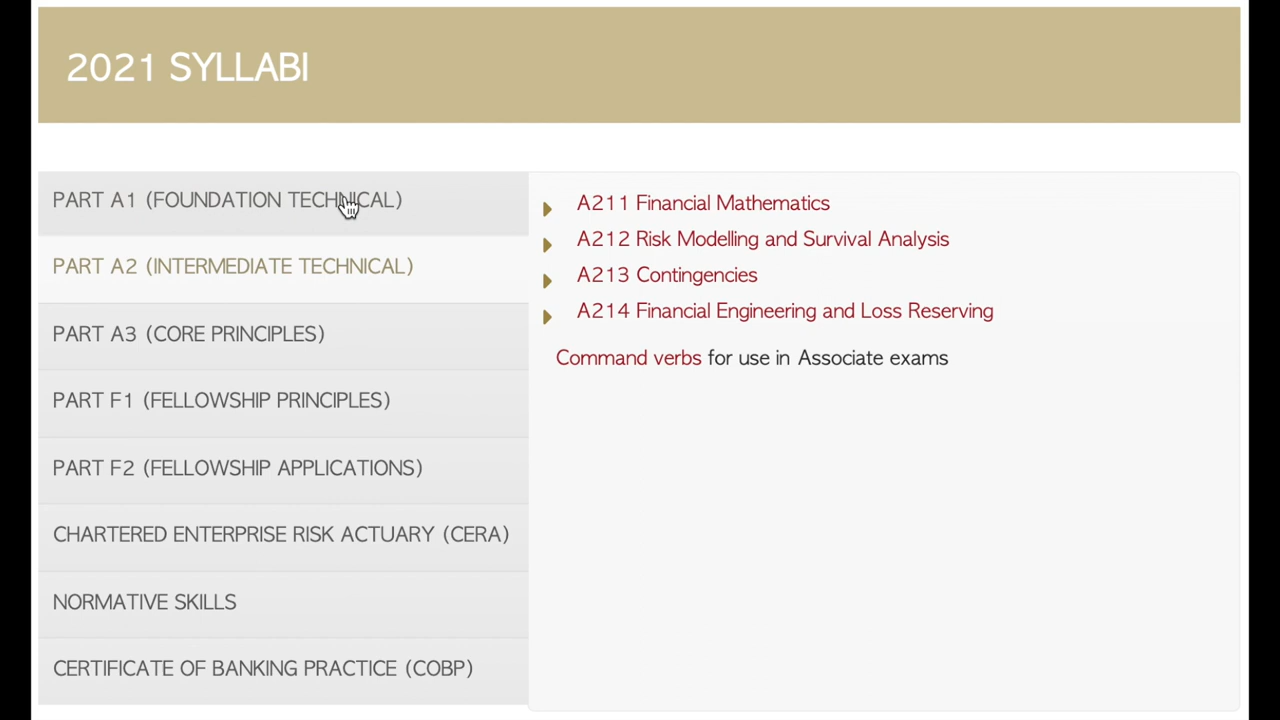 2021 SYLLABI
PART A1 (FOUNDATION TECHNICAL)
PART A2 (INTERMEDIATE TECHNICAL)
PART A3 (CORE PRINCIPLES)
PART F1 (FELLOWSHIP PRINCIPLES)
PART F2 (FELLOWSHIP APPLICATIONS)
CHARTERED ENTERPRISE RISK ACTUARY (CERA)
NORMATIVE SKILLS
CERTIFICATE OF BANKING PRACTICE (COBP)
A211 Financial Mathematics
A212 Risk Modelling and Survival Analysis
A213 Contingencies
A214 Financial Engineering and Loss Reserving
Command verbs for use in Associate exams